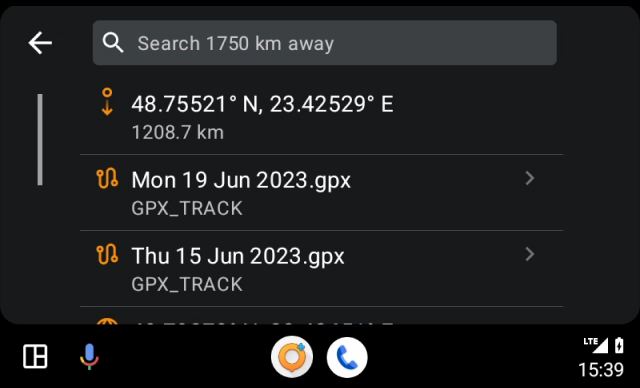 Search 1750 km away
48.75521° N, 23.42529° E
1208.7 km
Mon 19 Jun 2023.gpx
GPX_TRACK
Thu 15 Jun 2023.gpx
GPX_TRACK
LTE
15:39